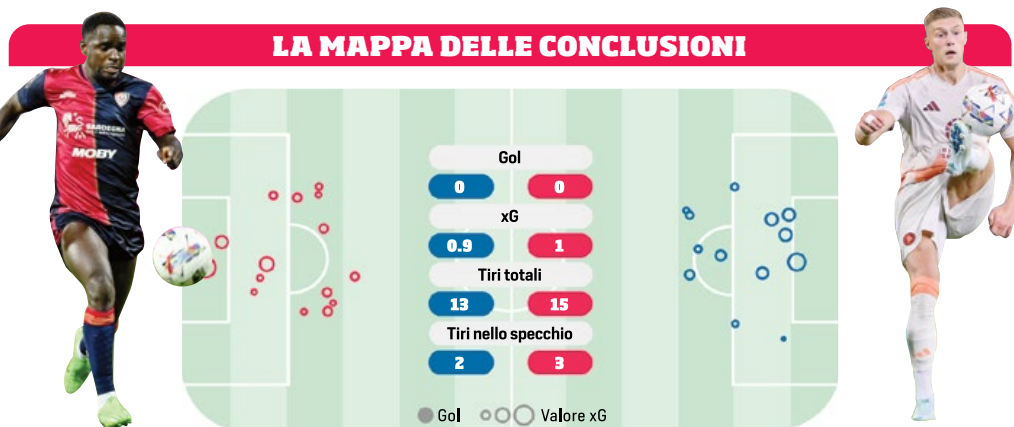 LA MAPPA DELLE CONCLUSIONI
SARDEGNA
MOBY
Gol
0 0
xG
0.9 1
Tiri totali
13 15
Tiri nello specchio
2 3
Gol Valore xG